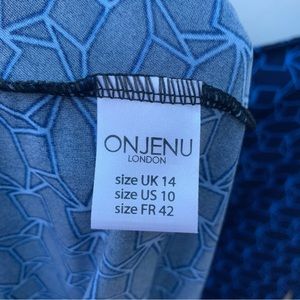 ONJENU
LONDON
size UK 14
size US 10
size FR 42